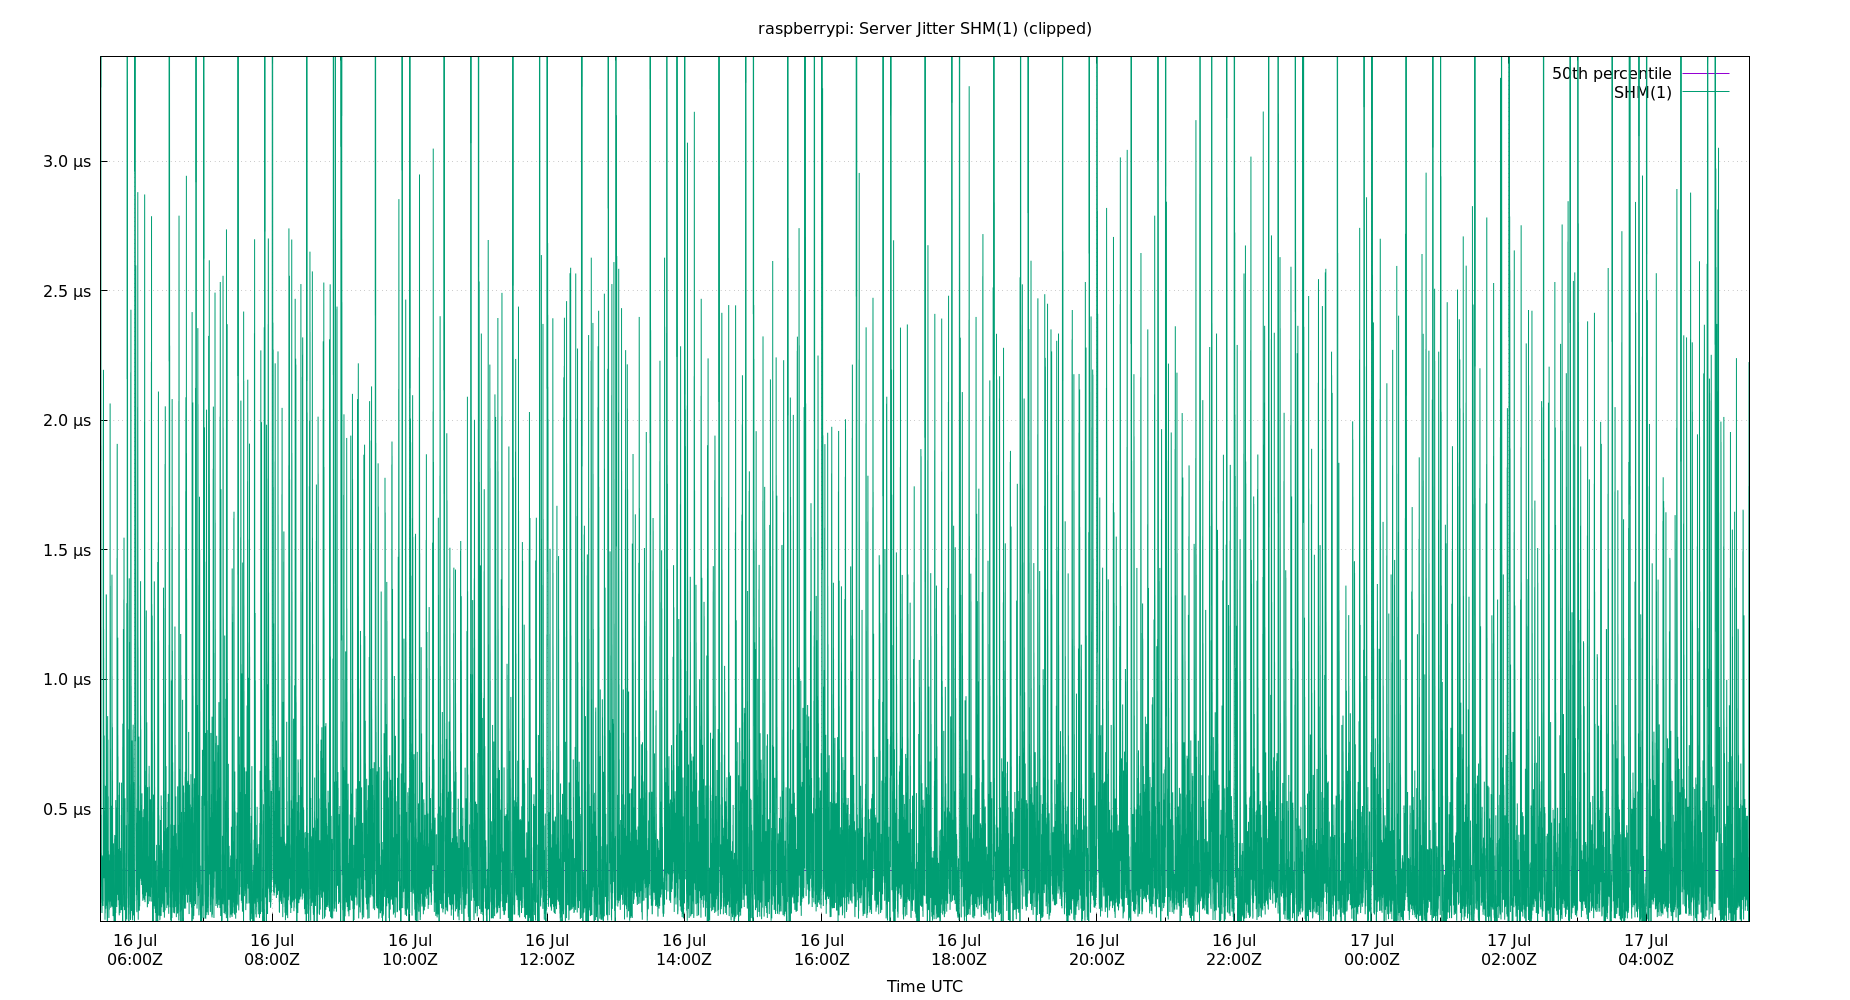 raspberrypi: Server Jitter SHM(1) (clipped)
50th percentile
SHM(1)
3.0 µs
2.5 µs
2.0 µs
1.5 µs
1.0 µs
0.5 µs
16 Jul 16 Jul 16 Jul 16 Jul 16 Jul 16 Jul 16 Jul 16 Jul 16 Jul 17 Jul 17 Jul 17 Jul
06:00Z 08:00Z 10:00Z 12:00Z 14:00Z 16:00Z 18:00Z 20:00Z 22:00Z 00:00Z 02:00Z 04:00Z
Time UTC